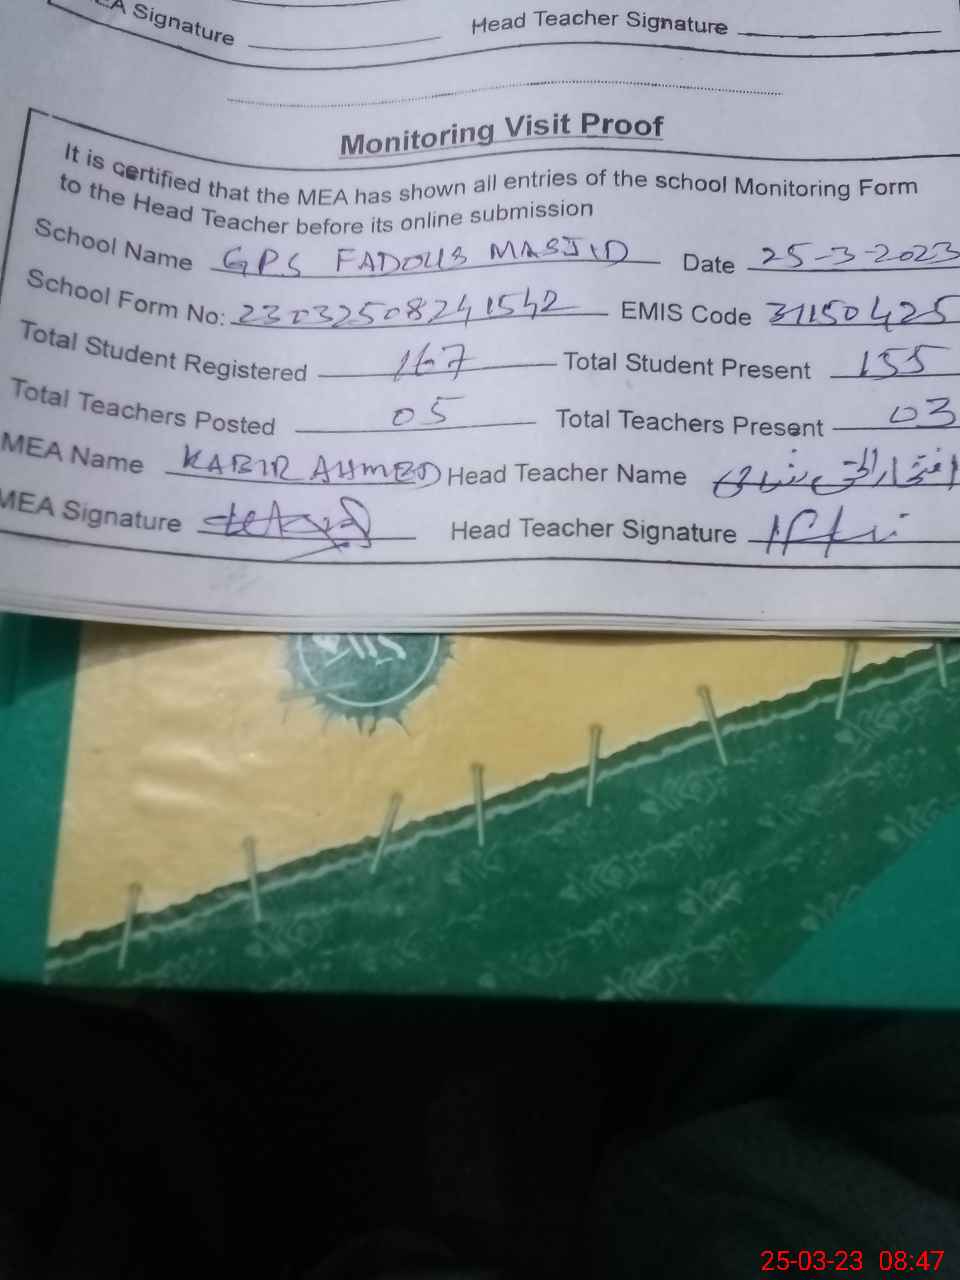 EA Signature Head Teacher Signature
Monitoring Visit Proof
It is certified that the MEA has shown all entries of the school Monitoring Form
to the Head Teacher before its online submission
School Name GPS FADOUS MASJID Date 25-3-2023
School Form No: 23032508241542 EMIS Code 31150425
Total Student Registered 167 Total Student Present 155
Total Teachers Posted 05 Total Teachers Present 03
MEA Name KABIR AHMED Head Teacher Name
MEA Signature Head Teacher Signature
25-03-23 08:47